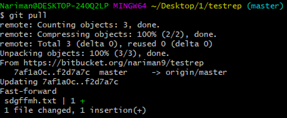 Nariman@DESKTOP-240Q2LP MINGW64 ~/Desktop/1/testrep (master)
$ git pull
remote: Counting objects: 3, done.
remote: Compressing objects: 100% (2/2), done.
remote: Total 3 (delta 0), reused 0 (delta 0)
Unpacking objects: 100% (3/3), done.
From https://bitbucket.org/nariman9/testrep
   7af1a0c..f2d7a7c  master     -> origin/master
Updating 7af1a0c..f2d7a7c
Fast-forward
 sdgffmh.txt | 1 +
 1 file changed, 1 insertion(+)